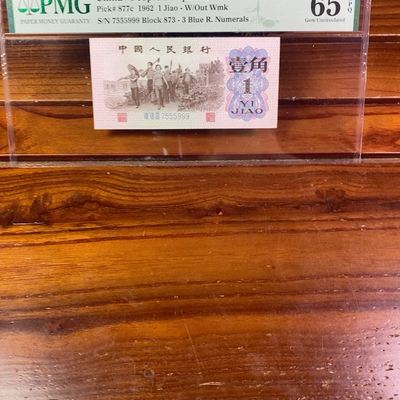 PMG
PAPER MONEY GUARANTY
Pick# 877c 1962 1 Jiao - W/Out Wmk
S/N 7555999 Block 873 - 3 Blue R. Numerals
65
EPQ
Gem Uncirculated
中國人民銀行
壹角
1
YI
JIAO
7555999